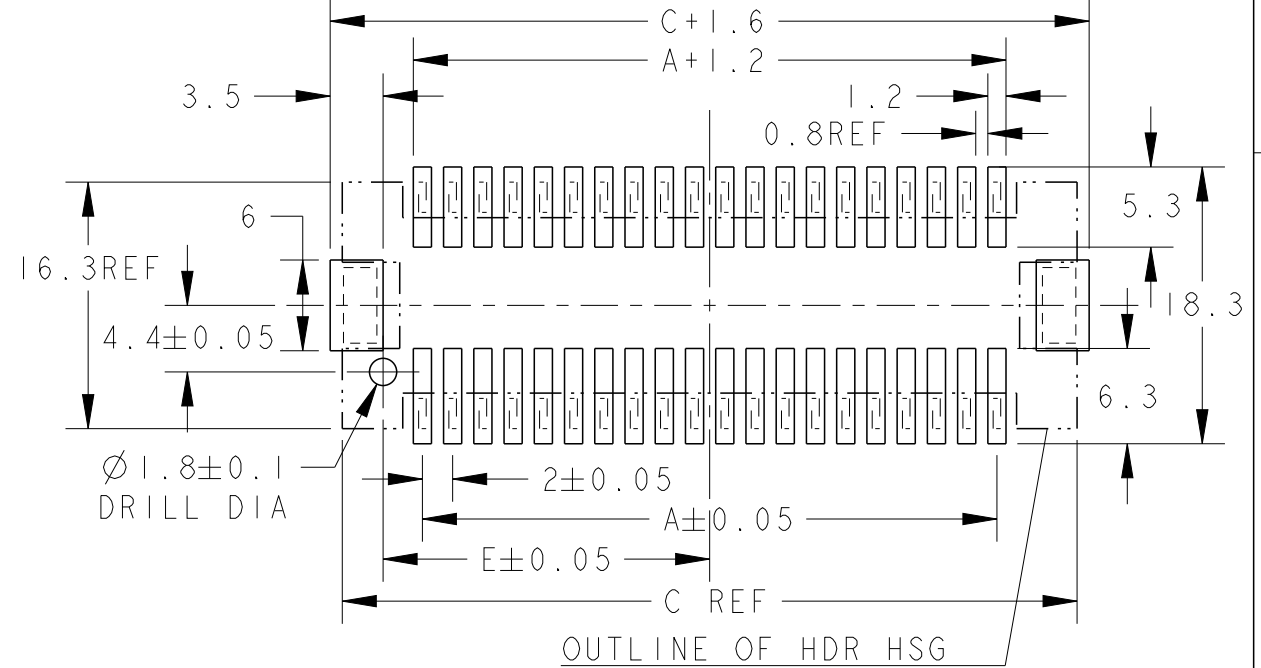 C+1.6
A+1.2
3.5
1.2
0.8REF
6
5.3
16.3REF
18.3
4.4±0.05
6.3
Ø1.8±0.1
DRILL DIA
2±0.05
A±0.05
E±0.05
C REF
OUTLINE OF HDR HSG